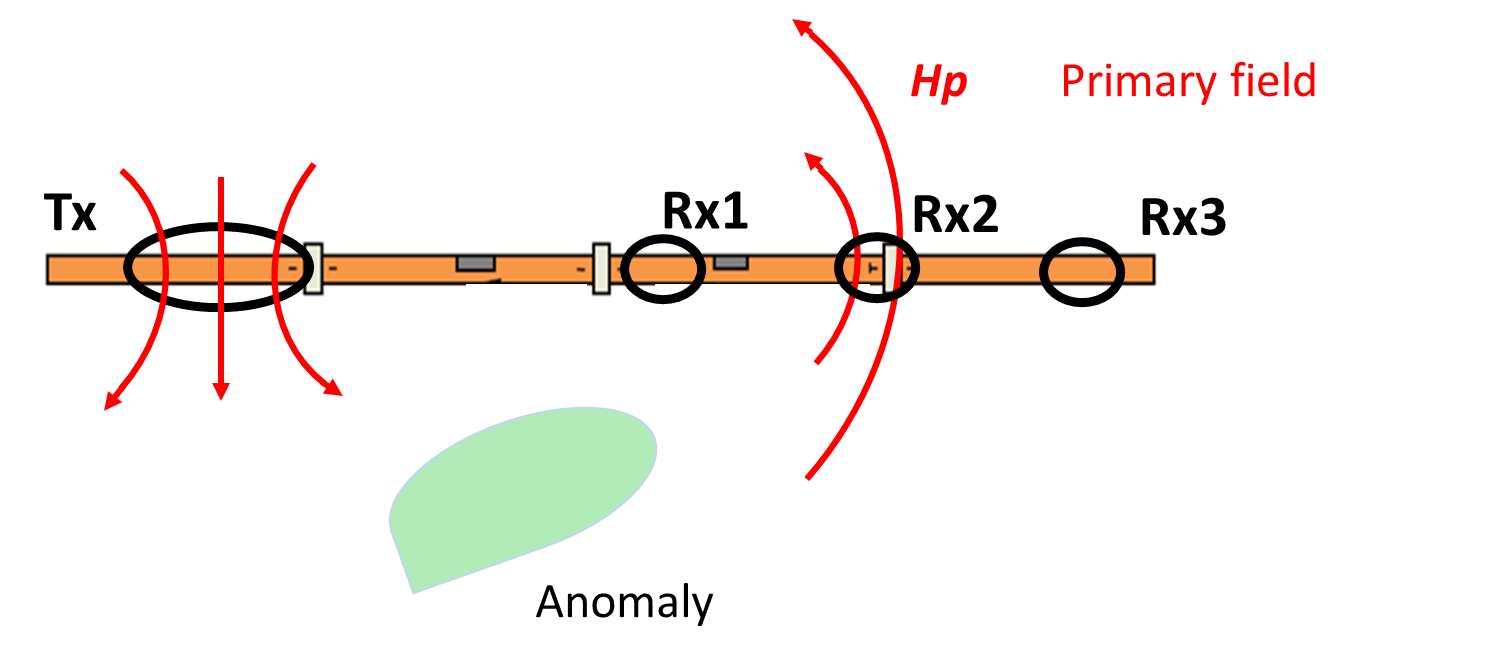 Hp Primary field
Tx Rx1 Rx2 Rx3
Anomaly